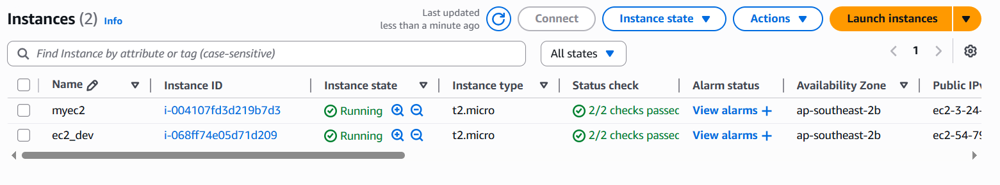 Instances (2) Info
Last updated
less than a minute ago
Connect
Instance state
Actions
Launch instances
Find Instance by attribute or tag (case-sensitive)
All states
1
Name Instance ID Instance state Instance type Status check Alarm status Availability Zone Public IPv
myec2 i-004107fd3d219b7d3 Running t2.micro 2/2 checks passed View alarms + ap-southeast-2b ec2-3-24-
ec2_dev i-068ff74e05d71d209 Running t2.micro 2/2 checks passed View alarms + ap-southeast-2b ec2-54-79